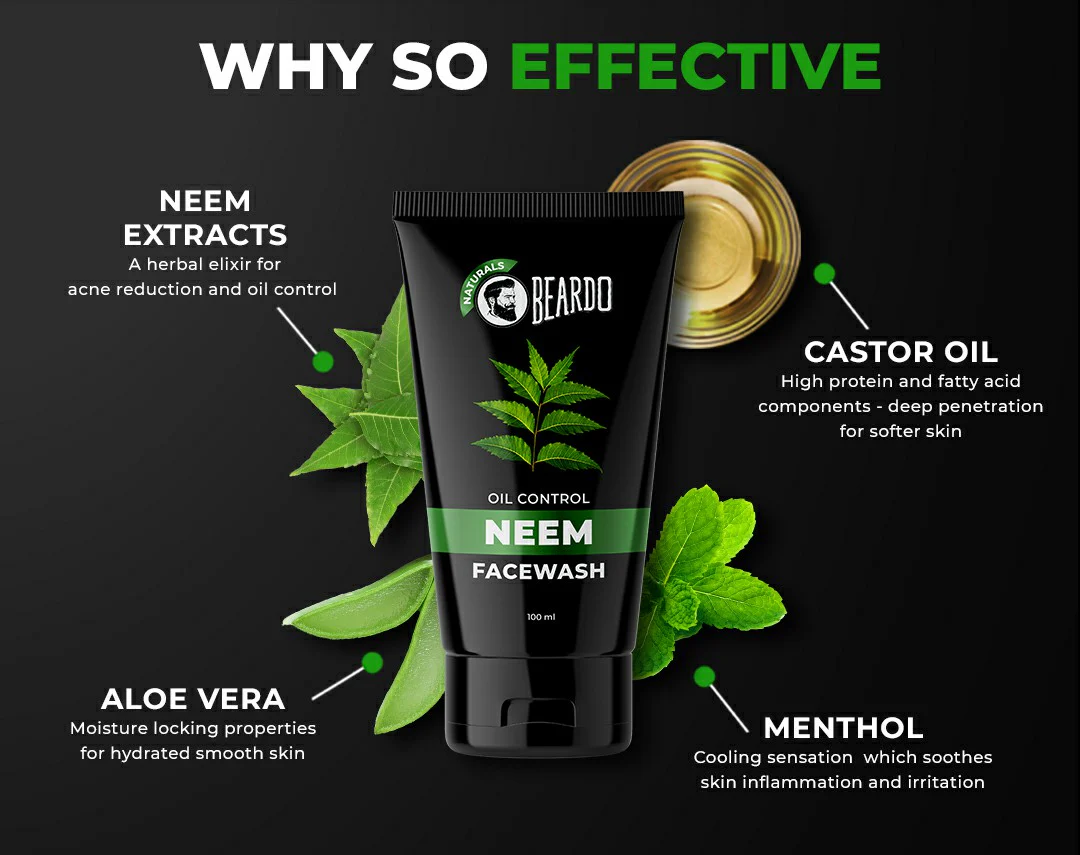 WHY SO EFFECTIVE
NEEM
EXTRACTS
A herbal elixir for
acne reduction and oil control
NATURALS
BEARDO
CASTOR OIL
High protein and fatty acid
components - deep penetration
for softer skin
OIL CONTROL
NEEM
FACEWASH
100 ml
ALOE VERA
Moisture locking properties
for hydrated smooth skin
MENTHOL
Cooling sensation which soothes
skin inflammation and irritation